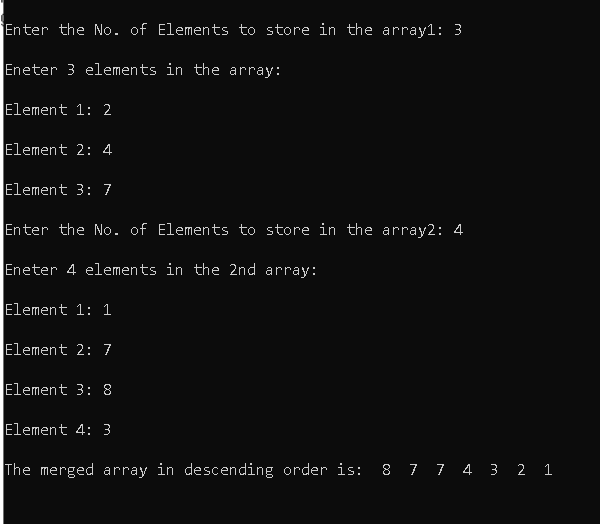 Enter the No. of Elements to store in the array1: 3
Eneter 3 elements in the array:
Element 1: 2
Element 2: 4
Element 3: 7
Enter the No. of Elements to store in the array2: 4
Eneter 4 elements in the 2nd array:
Element 1: 1
Element 2: 7
Element 3: 8
Element 4: 3
The merged array in descending order is:  8  7  7  4  3  2  1